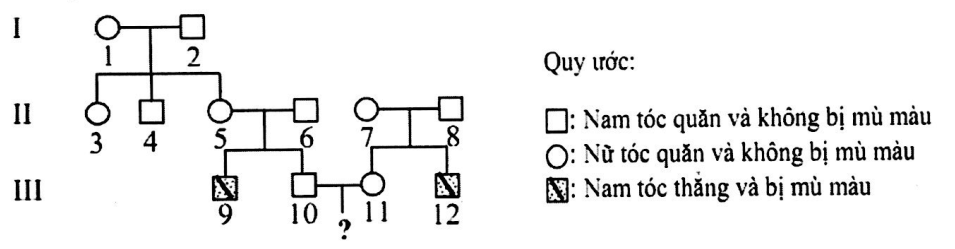 I
1 2
Quy ước:
II
3 4 5 6 7 8
□: Nam tóc quăn và không bị mù màu
○: Nữ tóc quăn và không bị mù màu
III
: Nam tóc thẳng và bị mù màu
9 10 11 12
?